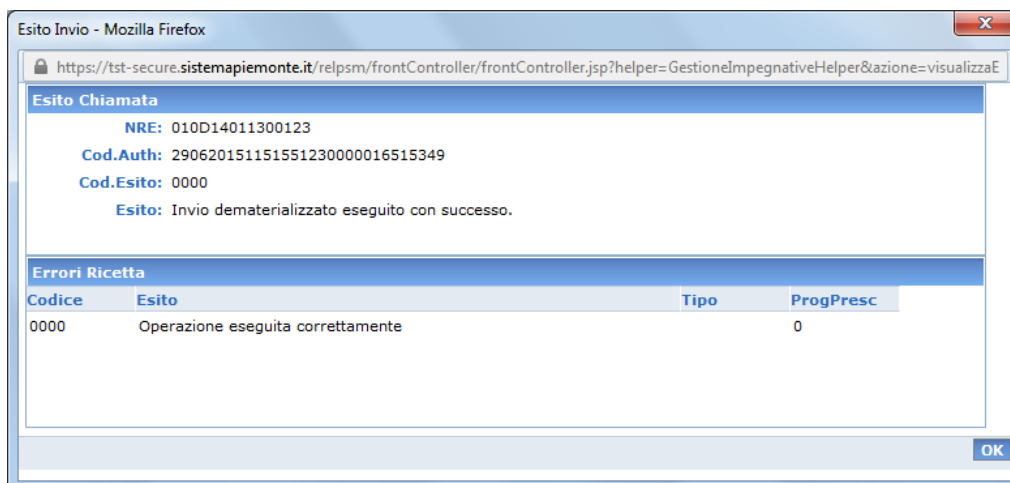 Esito Invio - Mozilla Firefox
x
https://tst-secure.sistemapiemonte.it/relpsm/frontController/frontController.jsp?helper=GestioneImpegnativeHelper&azione=visualizzaE
Esito Chiamata
NRE: 010D14011300123
Cod.Auth: 290620151151551230000016515349
Cod.Esito: 0000
Esito: Invio dematerializzato eseguito con successo.
Errori Ricetta
Codice Esito Tipo ProgPresc
0000 Operazione eseguita correttamente 0
OK